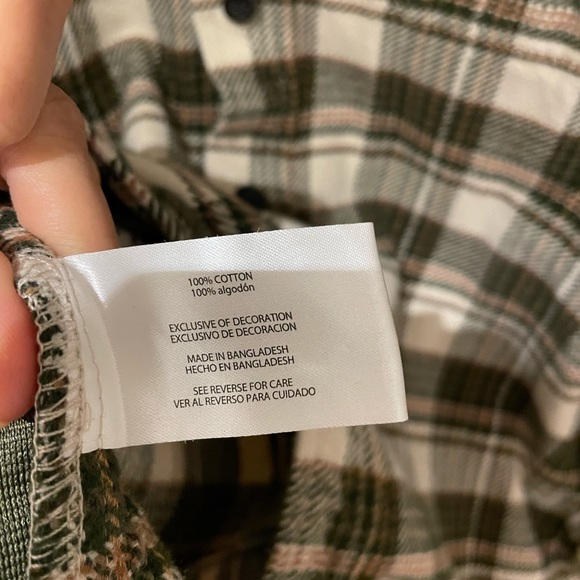 100% COTTON
100% algodón
EXCLUSIVE OF DECORATION
EXCLUSIVO DE DECORACION
MADE IN BANGLADESH
HECHO EN BANGLADESH
SEE REVERSE FOR CARE
VER AL REVERSO PARA CUIDADO